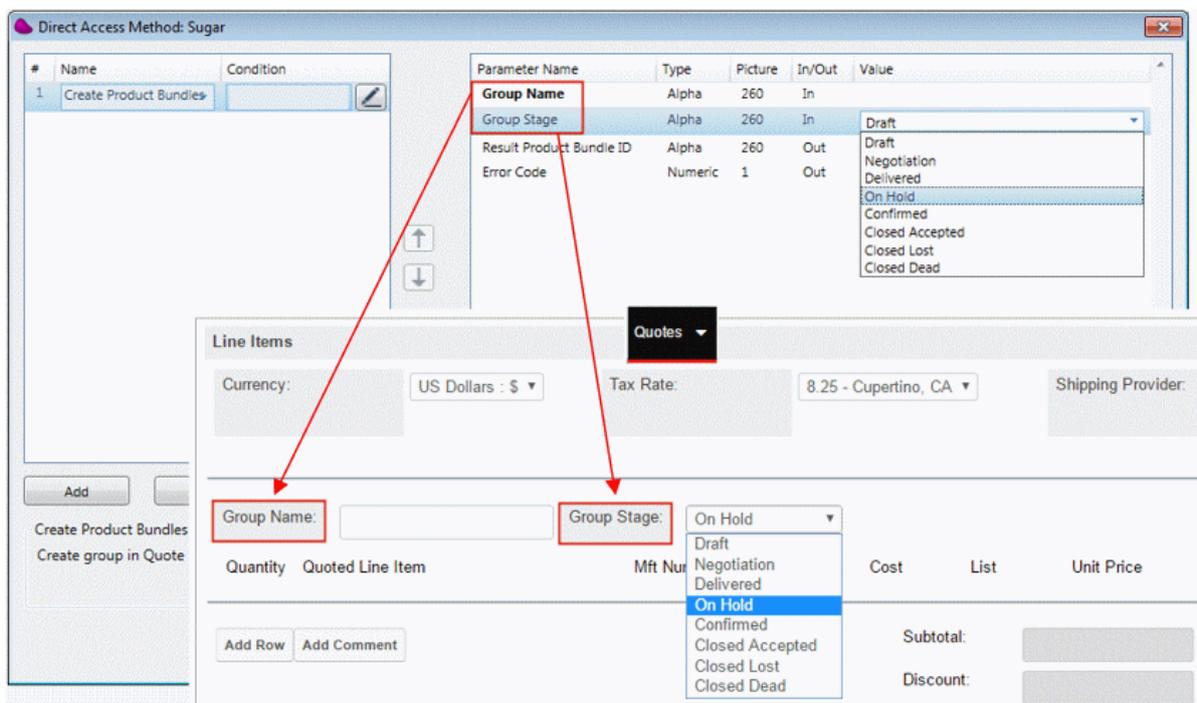 Direct Access Method: Sugar
# Name Condition
1 Create Product Bundles
Parameter Name Type Picture In/Out Value
Group Name Alpha 260 In
Group Stage Alpha 260 In Draft
Result Product Bundle ID Alpha 260 Out
Error Code Numeric 1 Out
Draft
Negotiation
Delivered
On Hold
Confirmed
Closed Accepted
Closed Lost
Closed Dead
Add
Create Product Bundles
Create group in Quote
Quotes
Line Items
Currency: US Dollars : $ Tax Rate: 8.25 - Cupertino, CA Shipping Provider:
Group Name: Group Stage: On Hold
Draft
Negotiation
Delivered
On Hold
Confirmed
Closed Accepted
Closed Lost
Closed Dead
Quantity Quoted Line Item Mft Cost List Unit Price
Add Row Add Comment
Subtotal:
Discount: